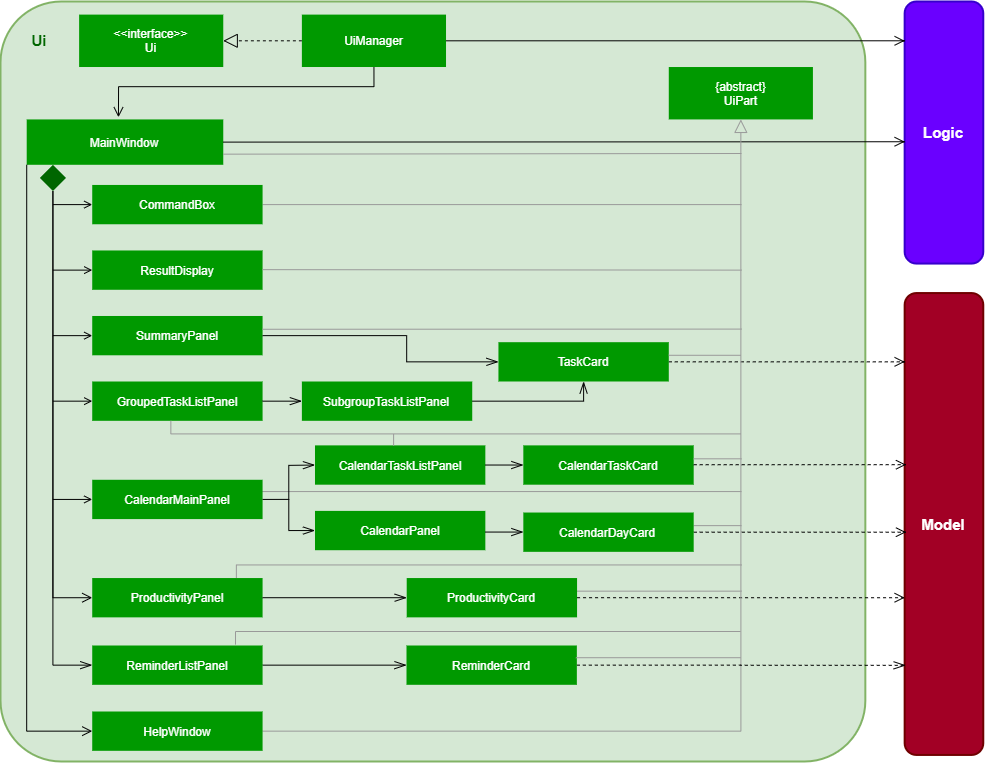 Ui
<<interface>>
Ui
UiManager
{abstract}
UiPart
Logic
MainWindow
CommandBox
ResultDisplay
SummaryPanel
TaskCard
GroupedTaskListPanel
SubgroupTaskListPanel
CalendarTaskListPanel
CalendarTaskCard
CalendarMainPanel
CalendarPanel
CalendarDayCard
Model
ProductivityPanel
ProductivityCard
ReminderListPanel
ReminderCard
HelpWindow